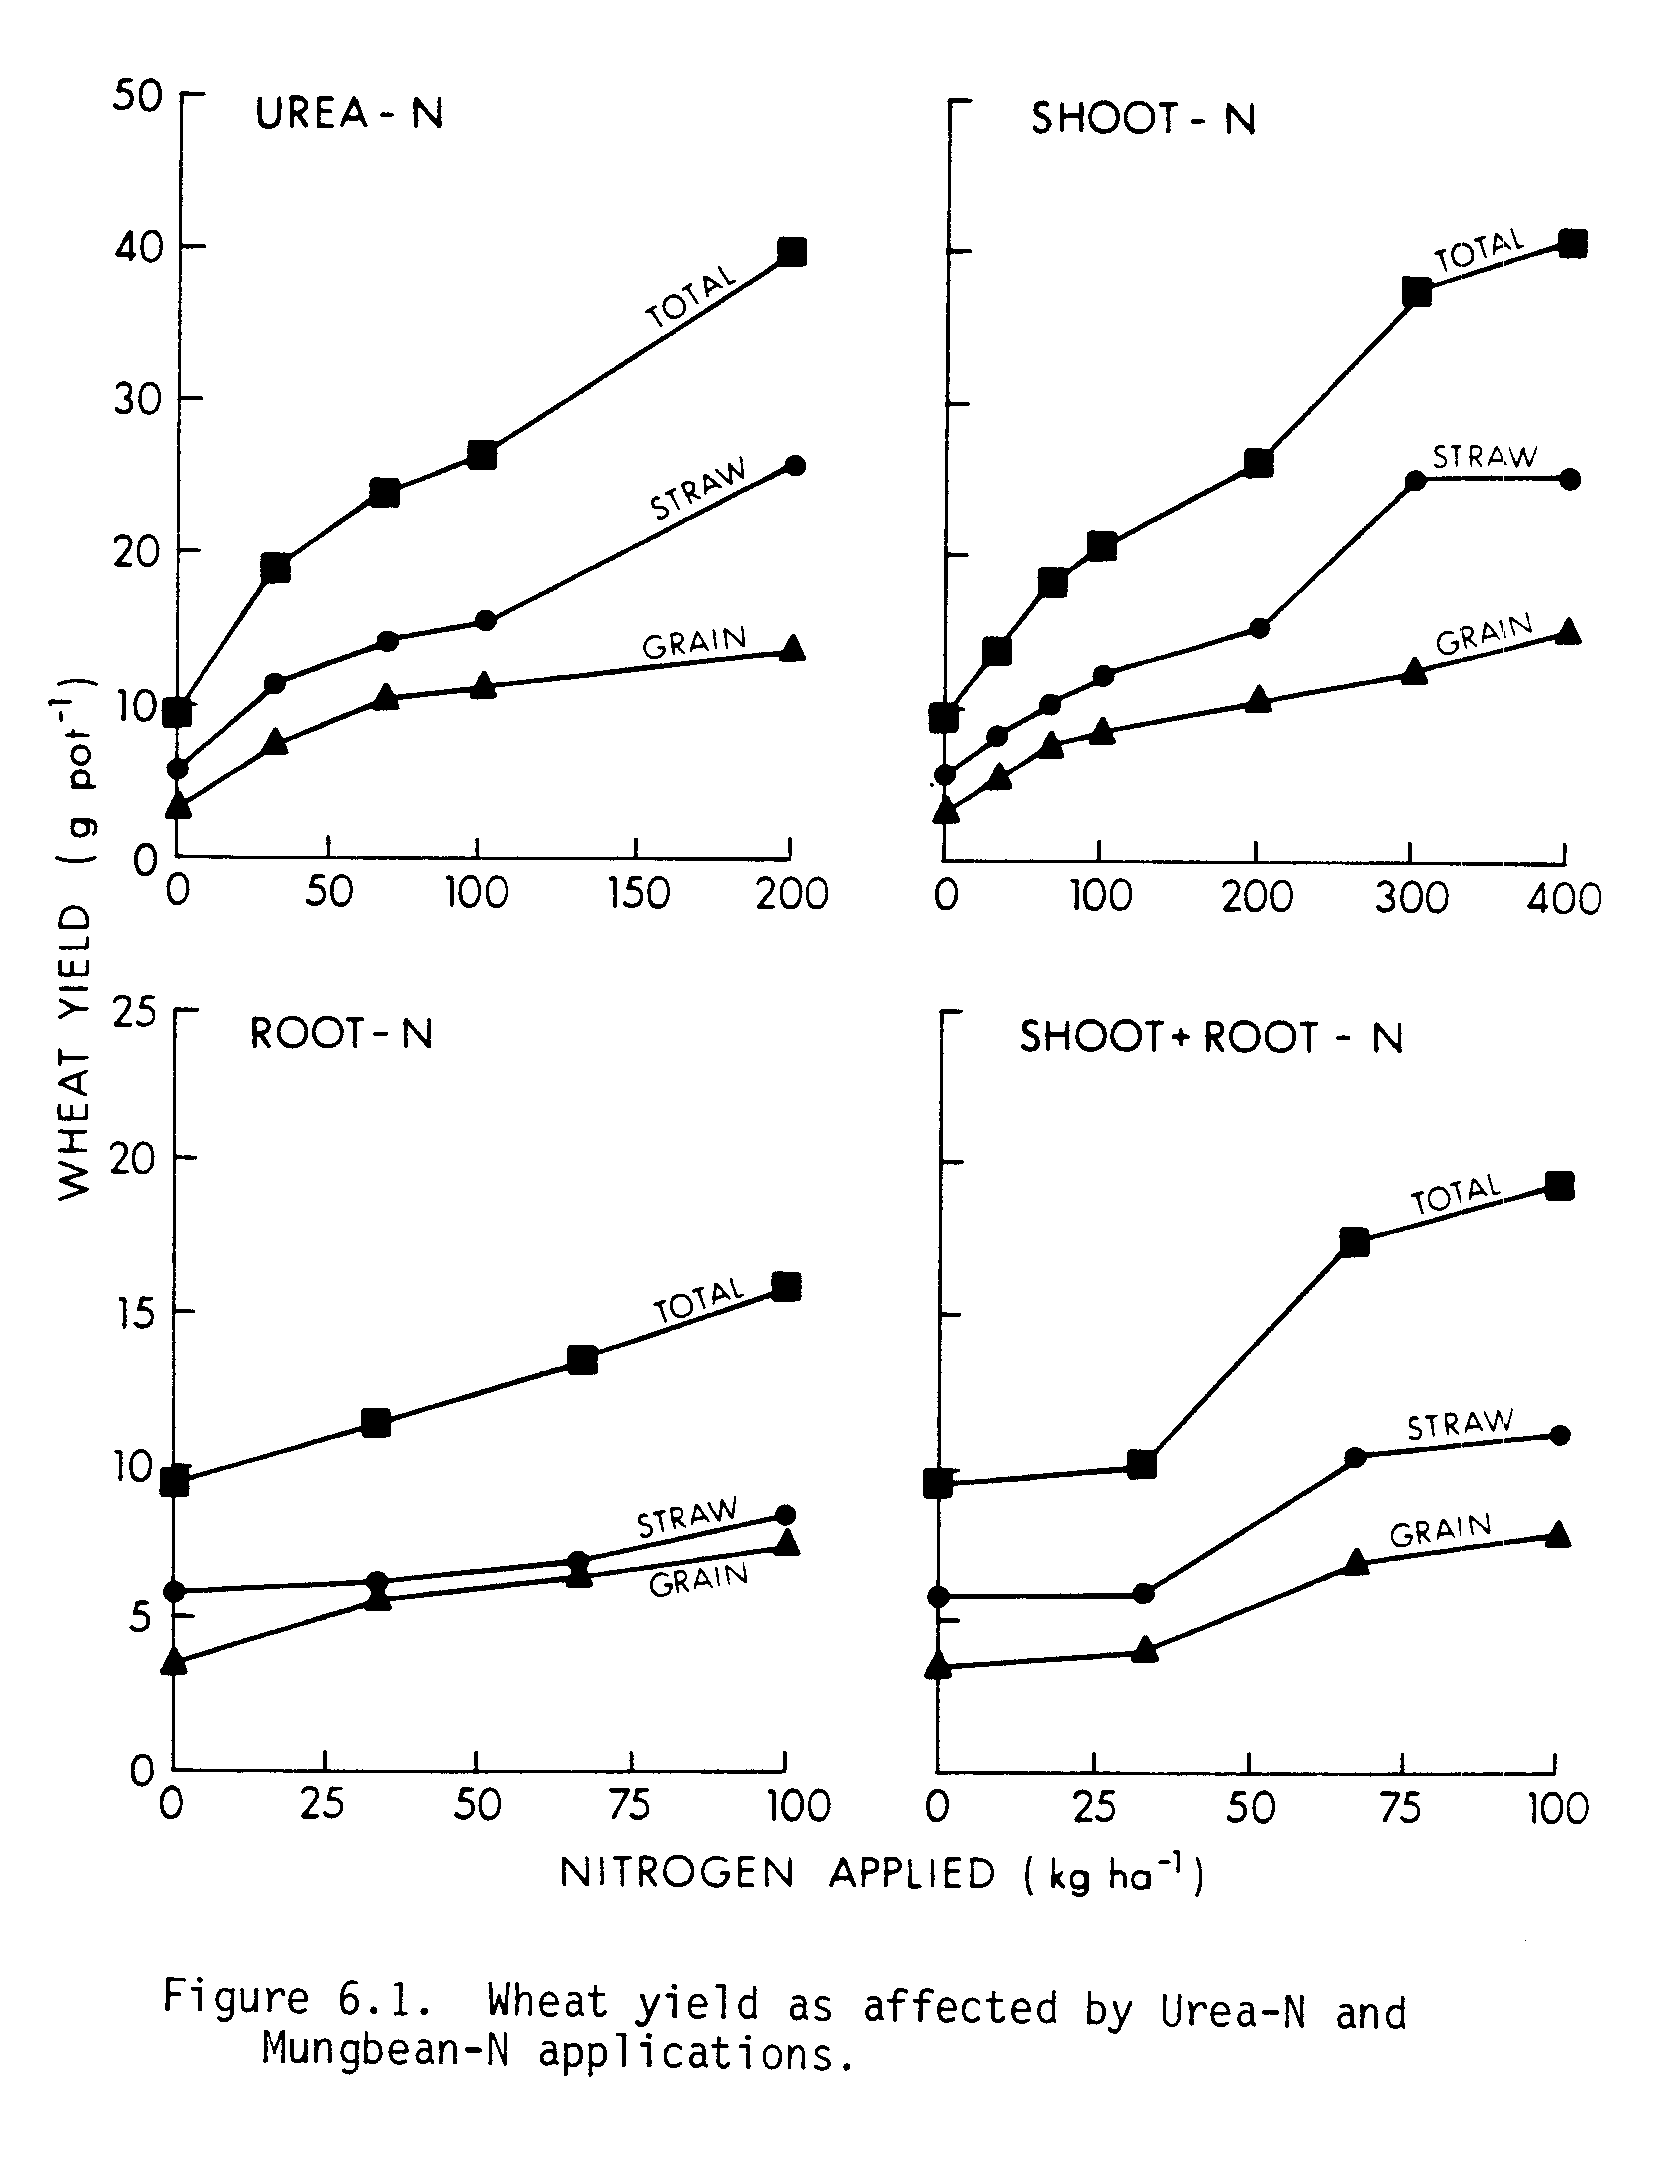 UREA - N
50
40
30
20
10
0
TOTAL
STRAW
GRAIN
0 50 100 150 200
SHOOT - N
TOTAL
STRAW
GRAIN
0 100 200 300 400
WHEAT YIELD (g pot⁻¹)
ROOT - N
25
20
15
10
5
0
TOTAL
STRAW
GRAIN
0 25 50 75 100
SHOOT + ROOT - N
TOTAL
STRAW
GRAIN
0 25 50 75 100
NITROGEN APPLIED (kg ha⁻¹)
Figure 6.1. Wheat yield as affected by Urea-N and
Mungbean-N applications.